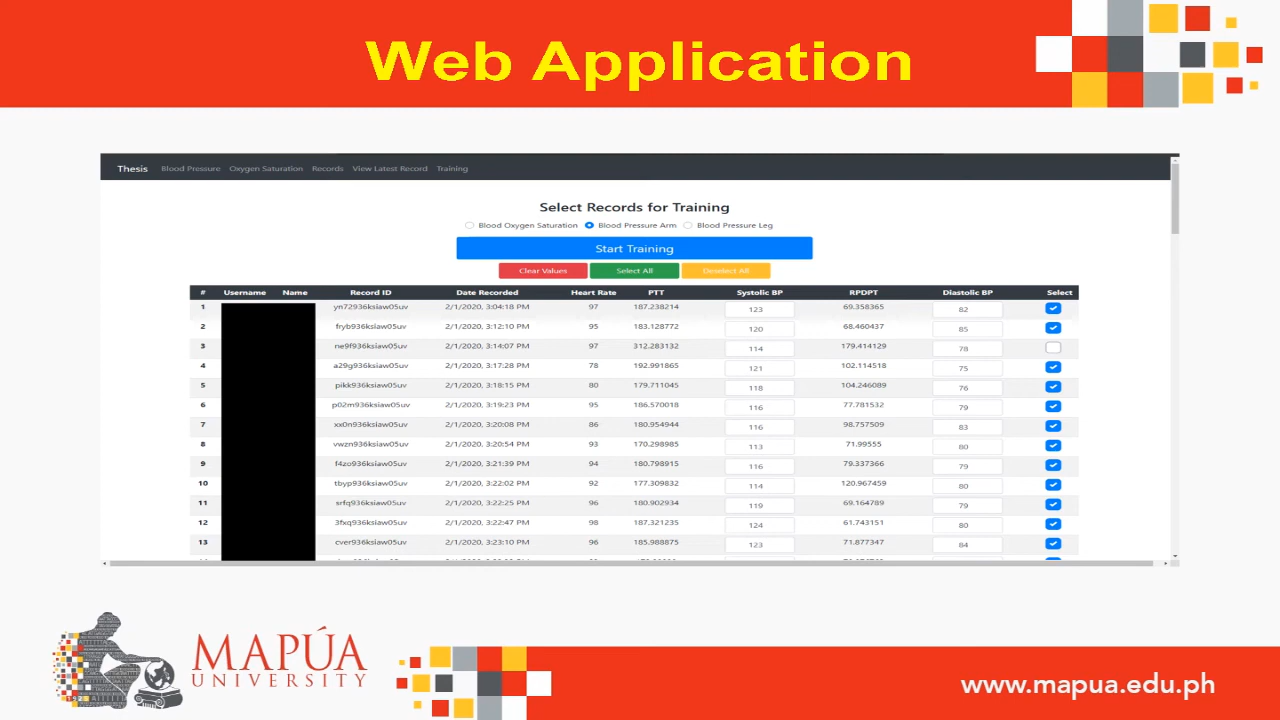 Web Application
Thesis Blood Pressure Oxygen Saturation Records View Latest Record Training
Select Records for Training
Blood Oxygen Saturation Blood Pressure Arm Blood Pressure Leg
Start Training
Clear Values Select All Deselect All
# Username Name Record ID Date Recorded Heart Rate PTT Systolic BP RPDPT Diastolic BP Select
1 yn72936ksiaw05uv 2/1/2020, 3:04:18 PM 97 187.238214 123 69.358365 82
2 fryb936ksiaw05uv 2/1/2020, 3:12:10 PM 95 183.128772 120 68.460437 85
3 ne9f936ksiaw05uv 2/1/2020, 3:14:07 PM 97 312.283132 114 179.414129 78
4 a29g936ksiaw05uv 2/1/2020, 3:17:28 PM 78 192.991865 121 102.114518 75
5 pikk936ksiaw05uv 2/1/2020, 3:18:15 PM 80 179.711045 118 104.246089 76
6 p02m936ksiaw05uv 2/1/2020, 3:19:23 PM 95 186.570018 116 77.781532 79
7 xx0n936ksiaw05uv 2/1/2020, 3:20:08 PM 86 180.954944 116 98.757509 83
8 vwzn936ksiaw05uv 2/1/2020, 3:20:54 PM 93 170.298985 113 71.99555 80
9 f4zo936ksiaw05uv 2/1/2020, 3:21:39 PM 94 180.798915 116 79.337366 79
10 tbyp936ksiaw05uv 2/1/2020, 3:22:02 PM 92 177.309832 114 120.967459 80
11 srfq936ksiaw05uv 2/1/2020, 3:22:25 PM 96 180.902934 119 69.164789 79
12 3fxq936ksiaw05uv 2/1/2020, 3:22:47 PM 98 187.321235 124 61.743151 80
13 cver936ksiaw05uv 2/1/2020, 3:23:10 PM 96 185.988875 123 71.877347 84
MAPÚA
UNIVERSITY
www.mapua.edu.ph